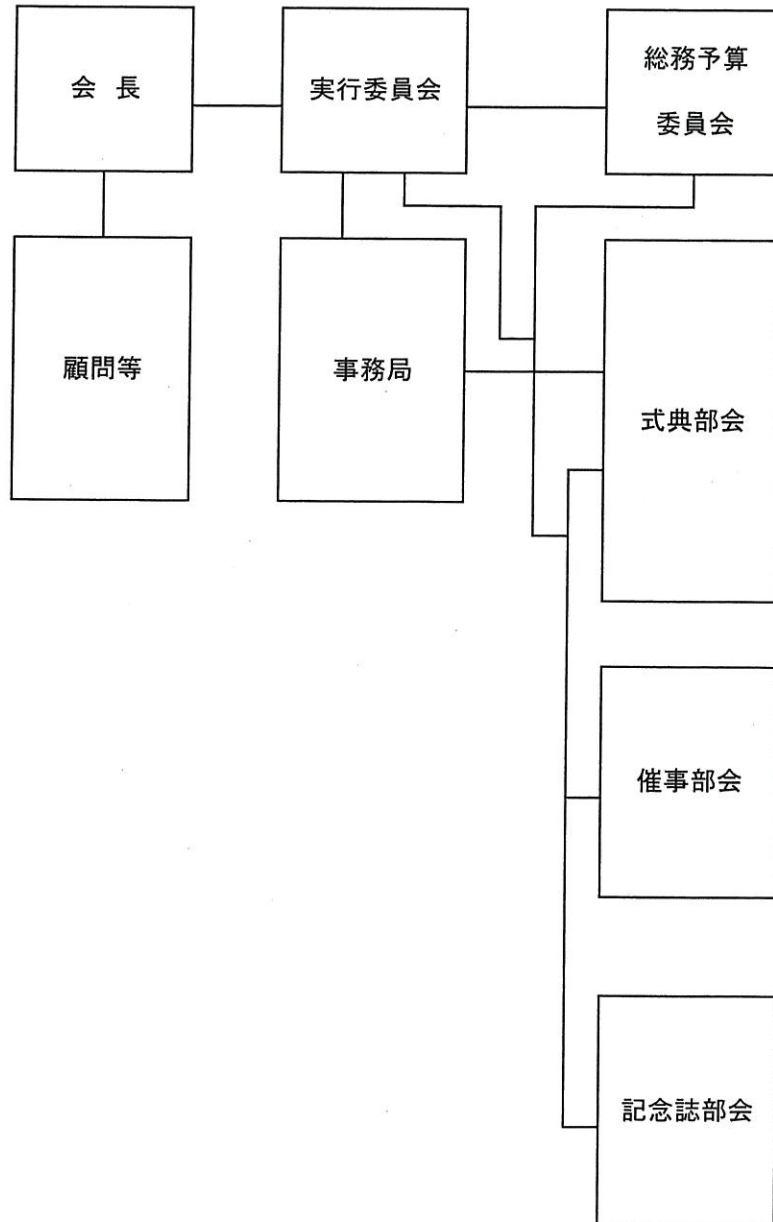 会 長
実行委員会
総務予算
委員会
顧問等
事務局
式典部会
催事部会
記念誌部会